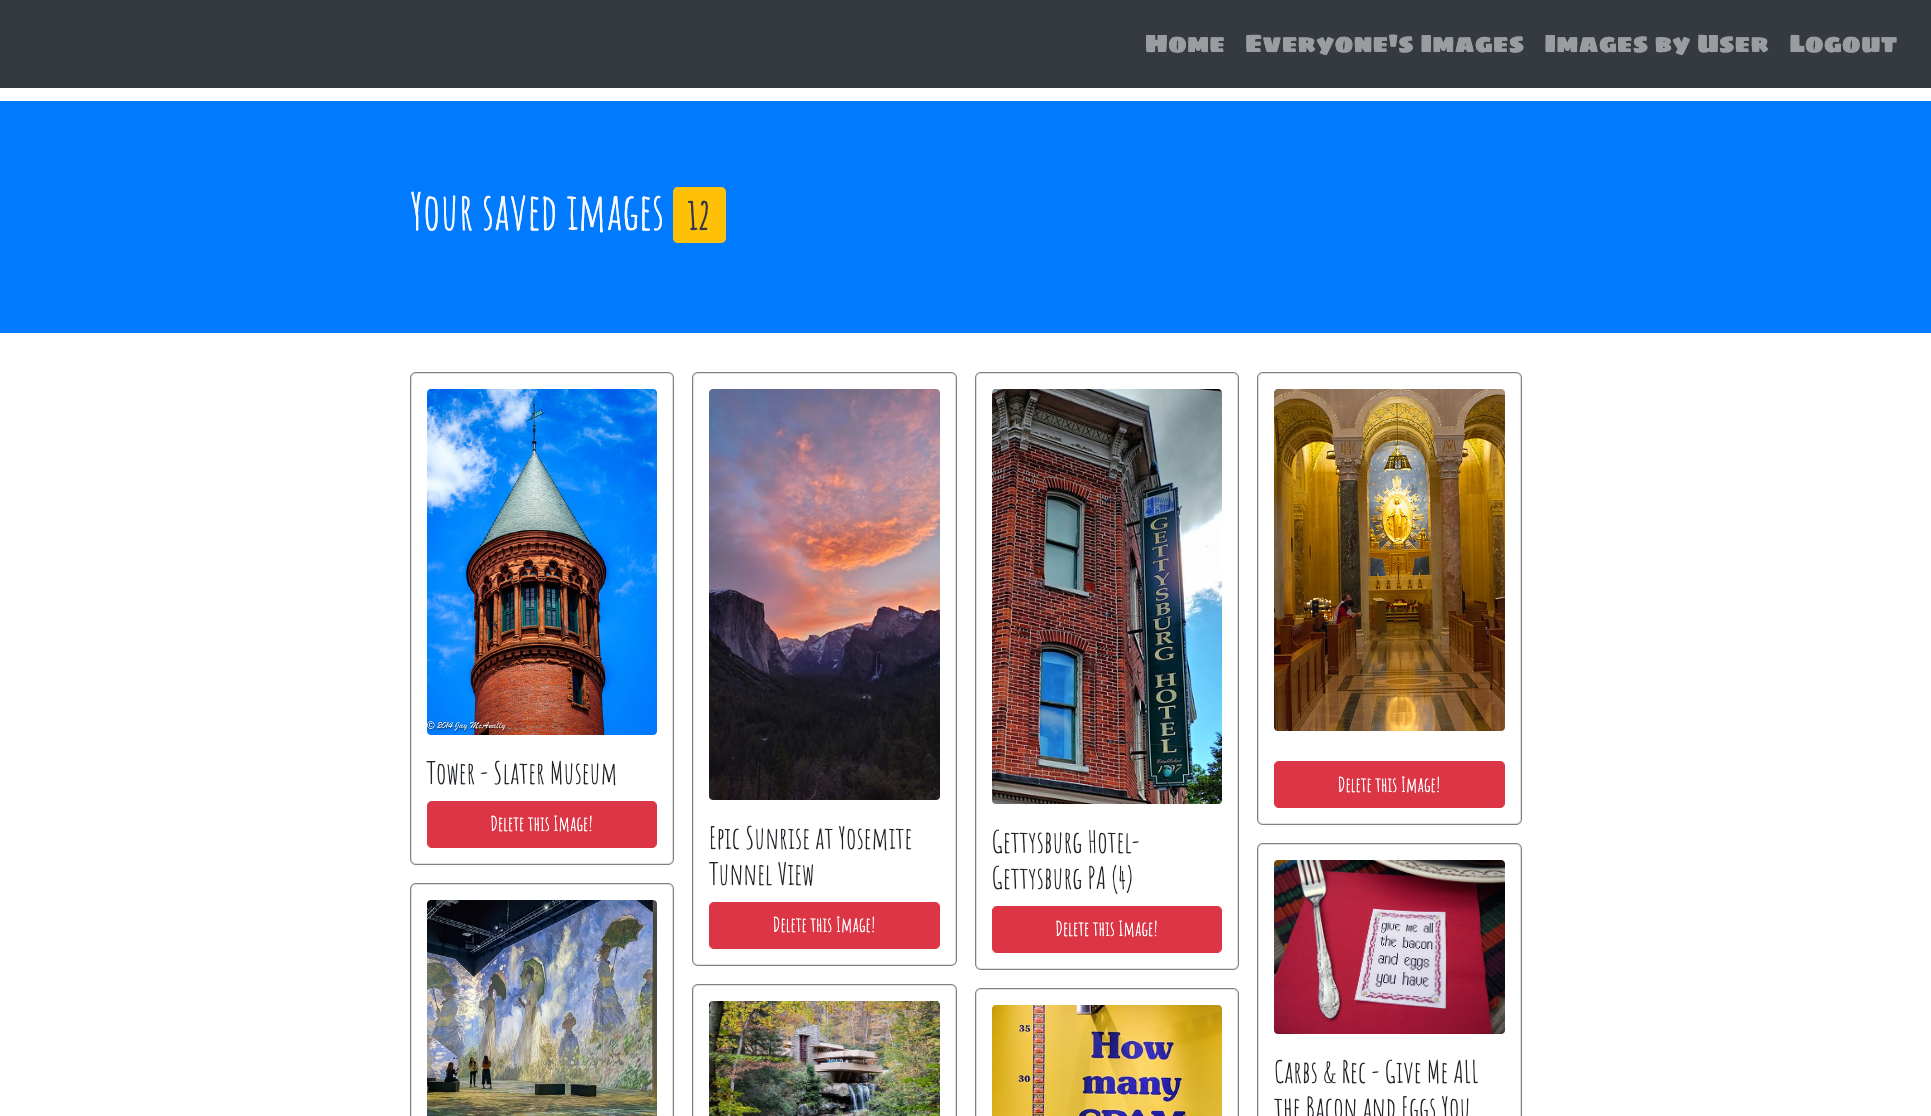 Home Everyone's Images Images by User Logout
Your saved images 12
© 2014 Jay McAnally
Tower - Slater Museum
Delete this Image!
Epic Sunrise at Yosemite
Tunnel View
Delete this Image!
GETTYSBURG HOTEL
Established
1797
Gettysburg Hotel-
Gettysburg PA (4)
Delete this Image!
Delete this Image!
give me all
the bacon
and eggs
you have
Carbs & Rec - Give Me ALL
the Bacon and Eggs You
35
30
How
many
SPAM